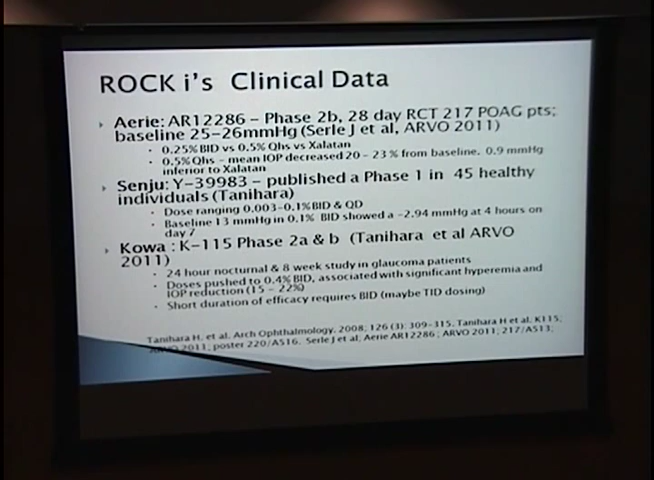 ROCK i's Clinical Data
Aerie: AR12286 – Phase 2b, 28 day RCT 217 POAG pts;
baseline 25-26mmHg (Serle J et al, ARVO 2011)
0.25% BID vs 0.5% Qhs vs Xalatan
0.5% Qhs – mean IOP decreased 20 – 23 % from baseline. 0.9 mmHg
inferior to Xalatan
Senju: Y-39983 – published a Phase 1 in 45 healthy
individuals (Tanihara)
Dose ranging 0.003-0.1% BID & QD
Baseline 13 mmHg in 0.1% BID showed a -2.94 mmHg at 4 hours on
day 7
Kowa : K-115 Phase 2a & b (Tanihara et al ARVO
2011)
24 hour nocturnal & 8 week study in glaucoma patients
Doses pushed to 0.4% BID, associated with significant hyperemia and
IOP reduction (15 – 22%)
Short duration of efficacy requires BID (maybe TID dosing)
Tanihara H. et al. Arch Ophthalmology. 2008; 126 (3): 309-315. Tanihara H et al. K115,
2011; poster 220/A516. Serle J et al; Aerie AR12286 ; ARVO 2011; 217/A513;